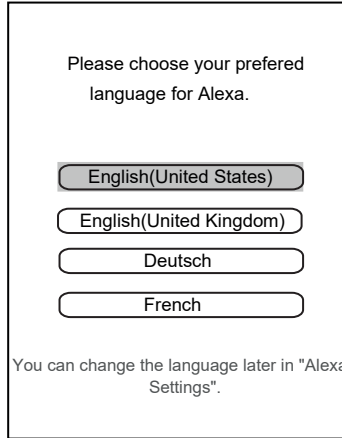 Please choose your prefered
language for Alexa.
English(United States)
English(United Kingdom)
Deutsch
French
You can change the language later in "Alexa
Settings".